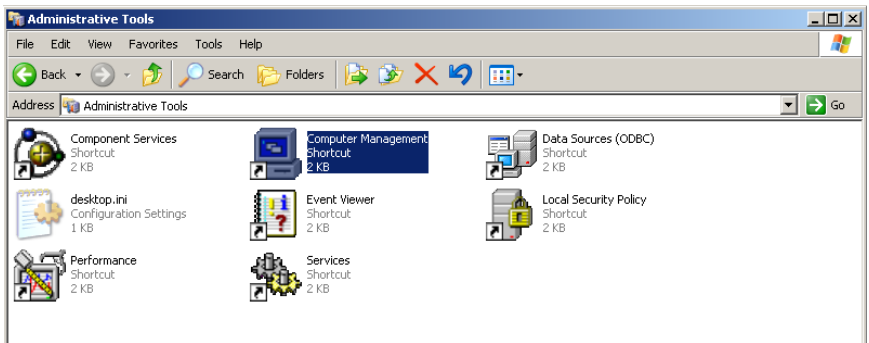 Administrative Tools
File Edit View Favorites Tools Help
Back Search Folders
Address Administrative Tools Go
Component Services
Shortcut
2 KB
Computer Management
Shortcut
2 KB
Data Sources (ODBC)
Shortcut
2 KB
desktop.ini
Configuration Settings
1 KB
Event Viewer
Shortcut
2 KB
Local Security Policy
Shortcut
2 KB
Performance
Shortcut
2 KB
Services
Shortcut
2 KB